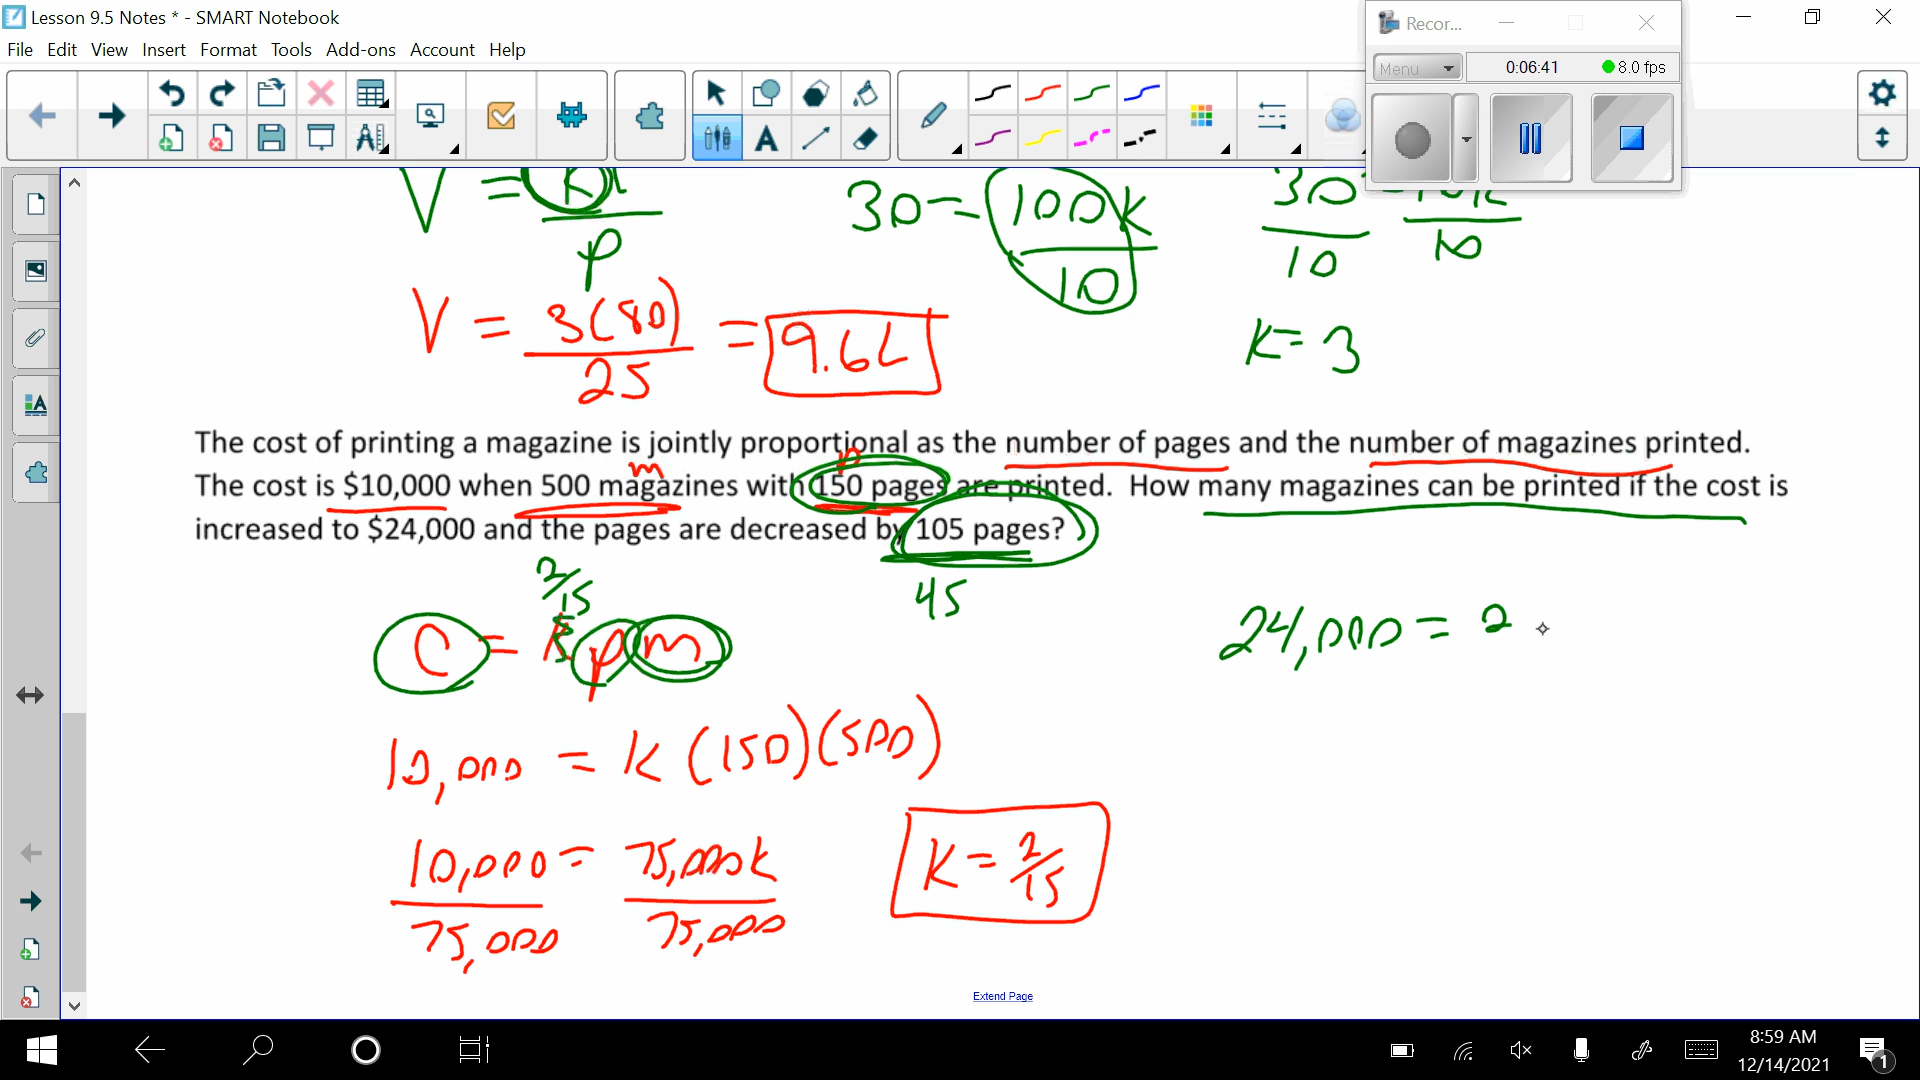 Lesson 9.5 Notes * - SMART Notebook
Recor...
File Edit View Insert Format Tools Add-ons Account Help
Menu 0:06:41 8.0 fps
V = k
p
30 = 100k
10
30
10
10
V = 3(80) = 9.6L
25
k = 3
The cost of printing a magazine is jointly proportional as the number of pages and the number of magazines printed.
m p
The cost is $10,000 when 500 magazines with 150 pages are printed. How many magazines can be printed if the cost is
increased to $24,000 and the pages are decreased by 105 pages?
2/15
45
C = k p m
24,000 = 2
10,000 = k (150)(500)
10,000 = 75,000k
75,000 75,000
k = 2/15
Extend Page
8:59 AM
12/14/2021
1